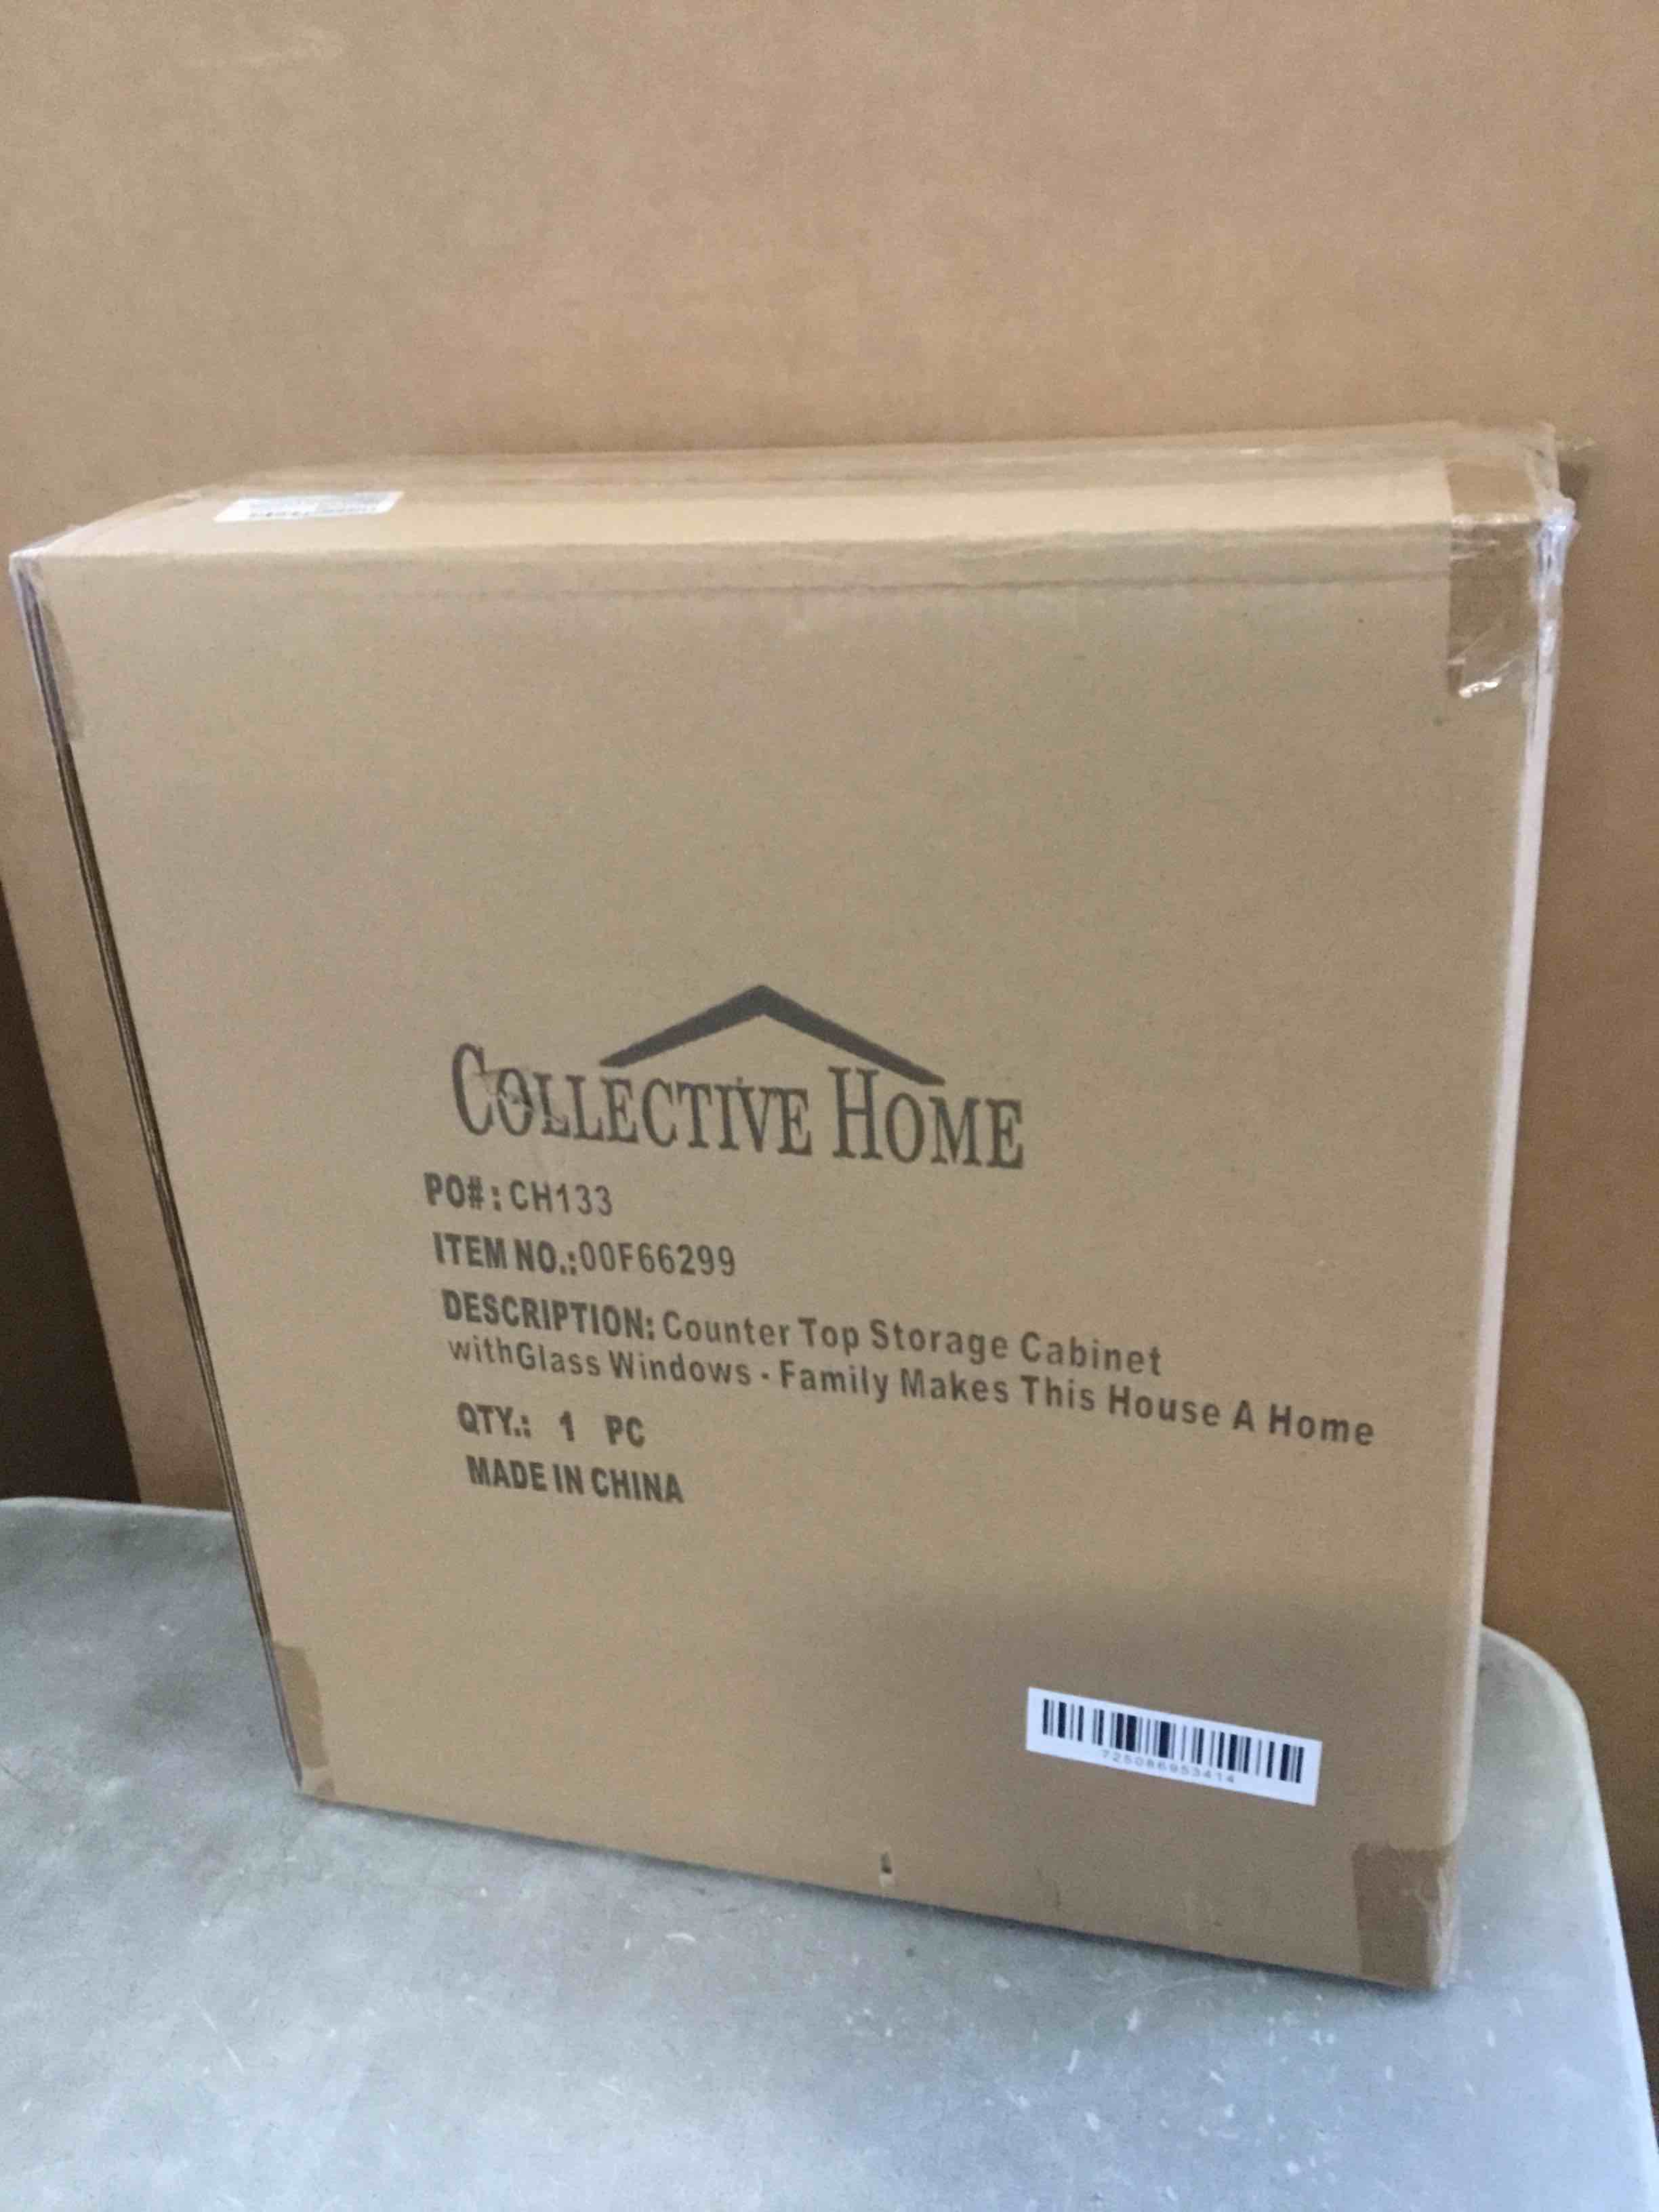 COLLECTIVE HOME
PO#: CH133
ITEM NO.:00F66299
DESCRIPTION: Counter Top Storage Cabinet
withGlass Windows - Family Makes This House A Home
QTY.: 1 PC
MADE IN CHINA
725086953414